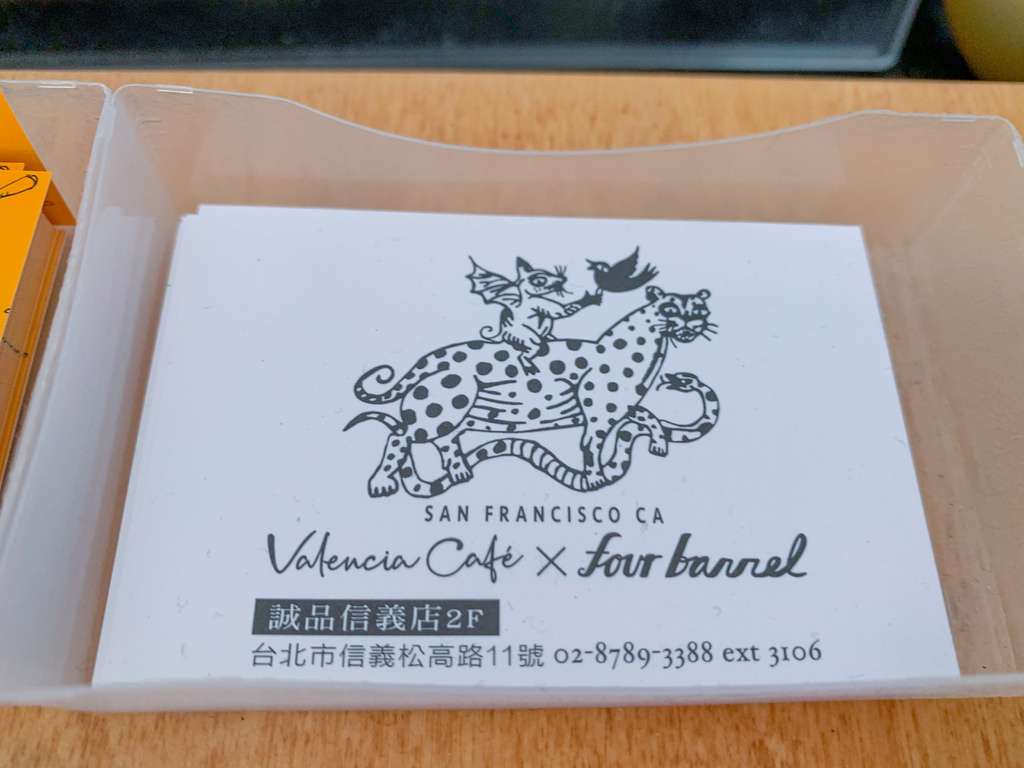 SAN FRANCISCO CA
Valencia Café × four barrel
誠品信義店2F
台北市信義松高路11號 02-8789-3388 ext 3106